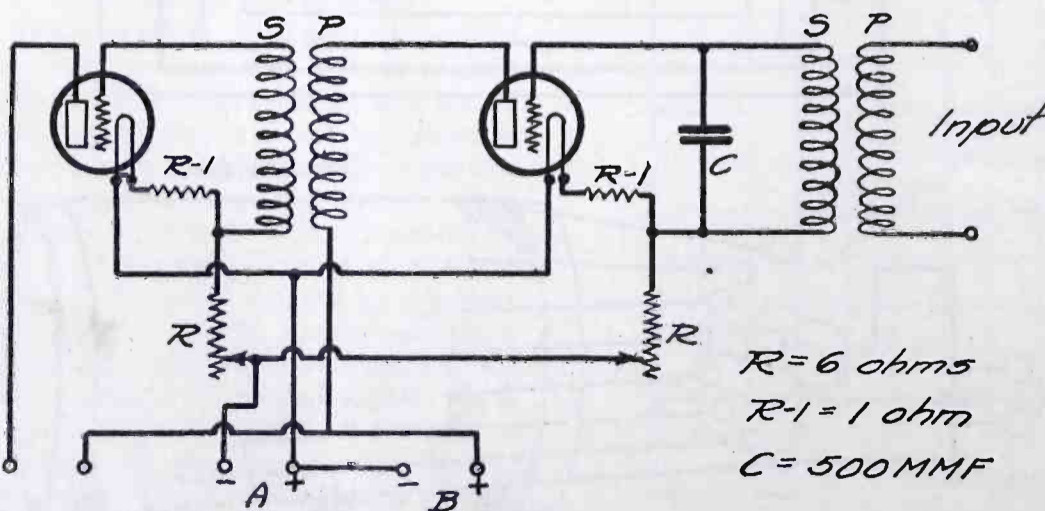 S P S P
Input
R-1 R-1 C
R R
R = 6 ohms
R-1 = 1 ohm
C = 500 MMF
- + - +
A B